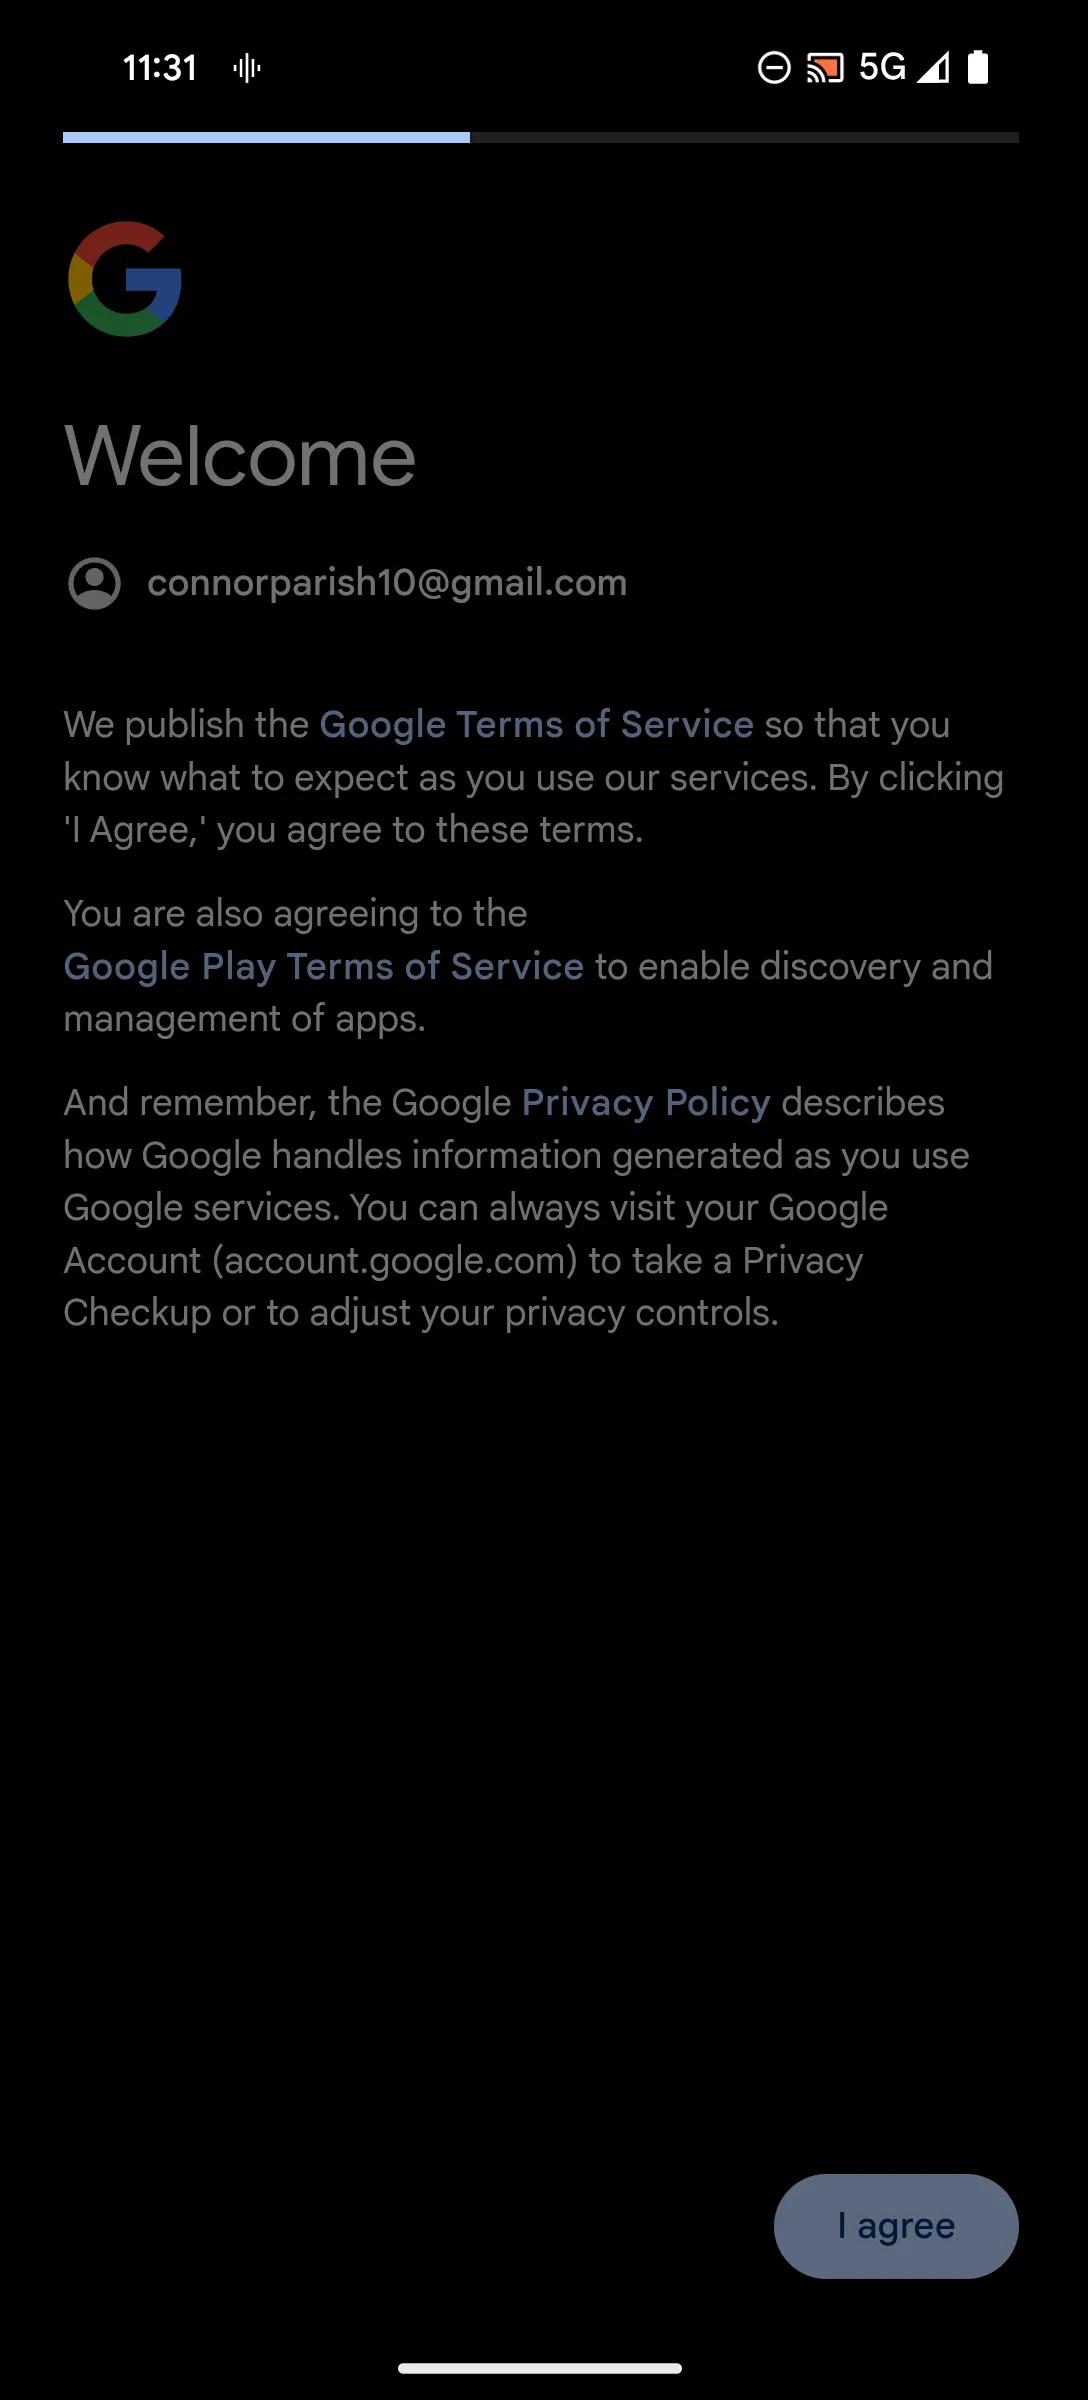 11:31 5G
Welcome
connorparish10@gmail.com
We publish the Google Terms of Service so that you
know what to expect as you use our services. By clicking
'I Agree,' you agree to these terms.
You are also agreeing to the
Google Play Terms of Service to enable discovery and
management of apps.
And remember, the Google Privacy Policy describes
how Google handles information generated as you use
Google services. You can always visit your Google
Account (account.google.com) to take a Privacy
Checkup or to adjust your privacy controls.
I agree